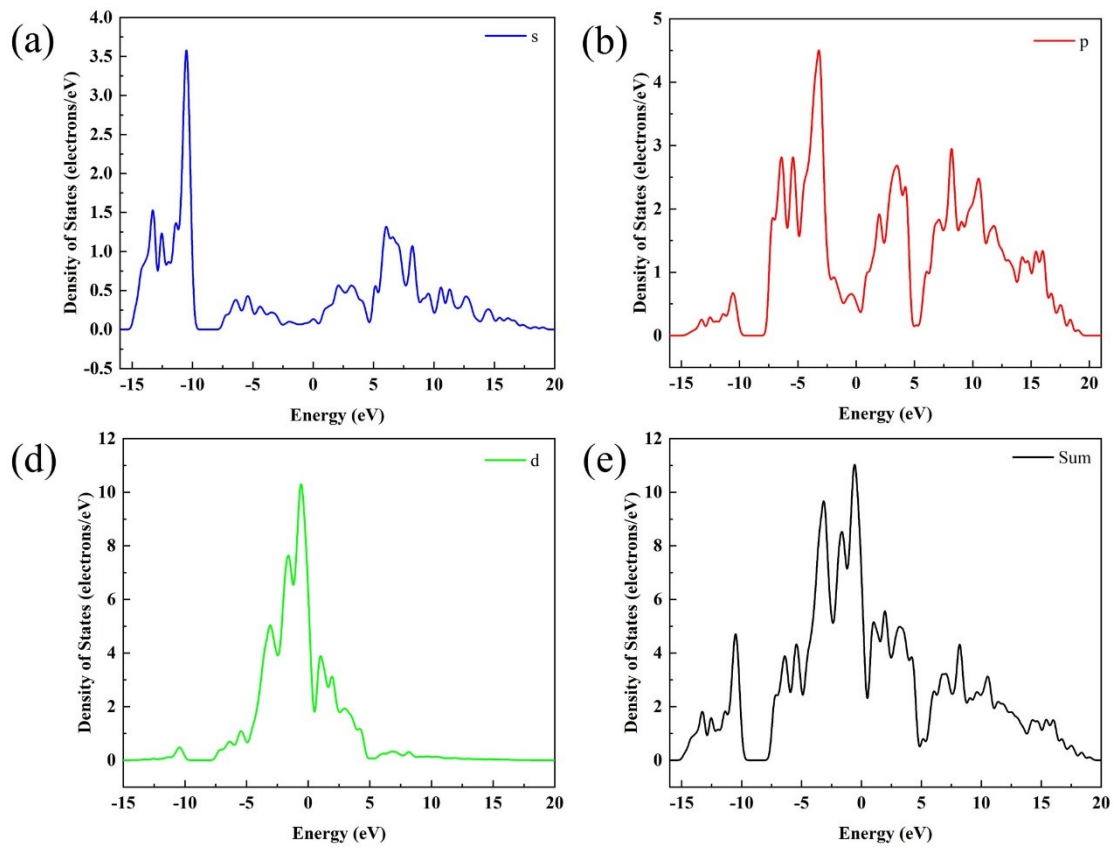 (a)
s
4.0
3.5
3.0
2.5
2.0
1.5
1.0
0.5
0.0
-0.5
Density of States (electrons/eV)
-15 -10 -5 0 5 10 15 20
Energy (eV)
(b)
p
5
4
3
2
1
0
Density of States (electrons/eV)
-15 -10 -5 0 5 10 15 20
Energy (eV)
(d)
d
12
10
8
6
4
2
0
Density of States (electrons/eV)
-15 -10 -5 0 5 10 15 20
Energy (eV)
(e)
Sum
12
10
8
6
4
2
0
Density of States (electrons/eV)
-15 -10 -5 0 5 10 15 20
Energy (eV)